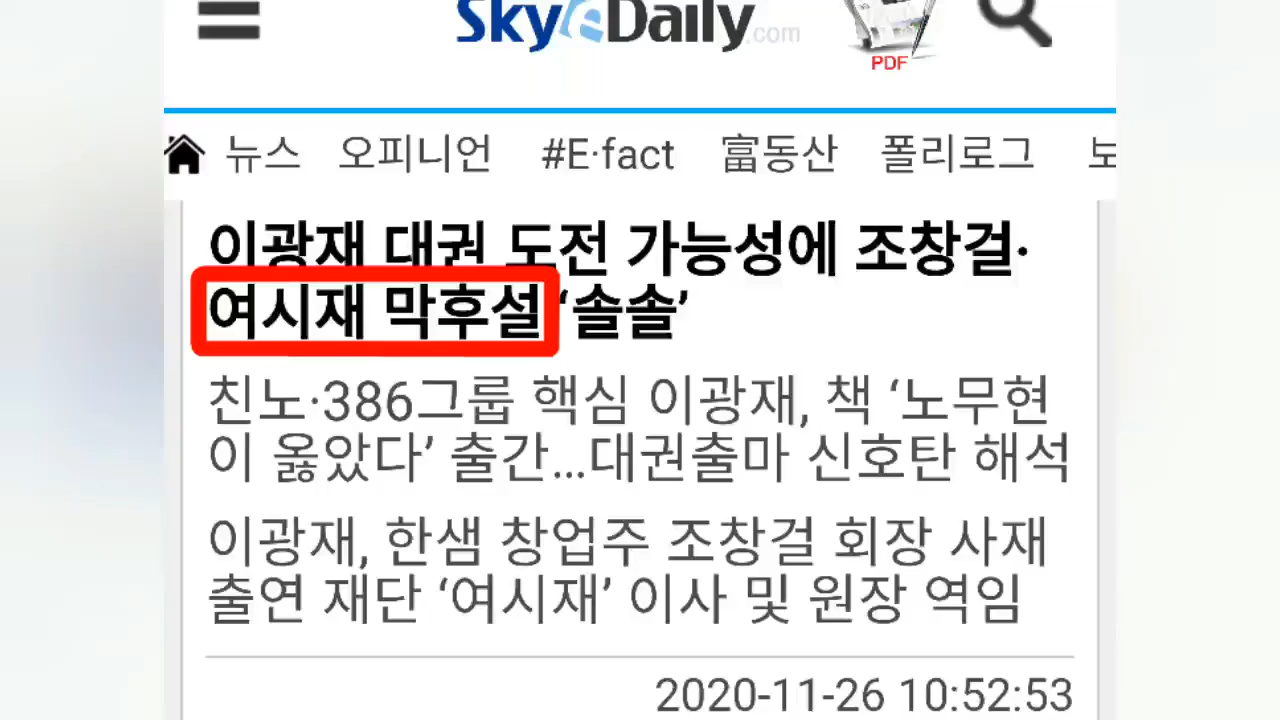 SkyeDaily.com
PDF
뉴스 오피니언 #E·fact 富동산 폴리로그
이광재 대권 도전 가능성에 조창걸·
여시재 막후설 ‘솔솔’
친노·386그룹 핵심 이광재, 책 ‘노무현
이 옳았다’ 출간...대권출마 신호탄 해석
이광재, 한샘 창업주 조창걸 회장 사재
출연 재단 ‘여시재’ 이사 및 원장 역임
2020-11-26 10:52:53